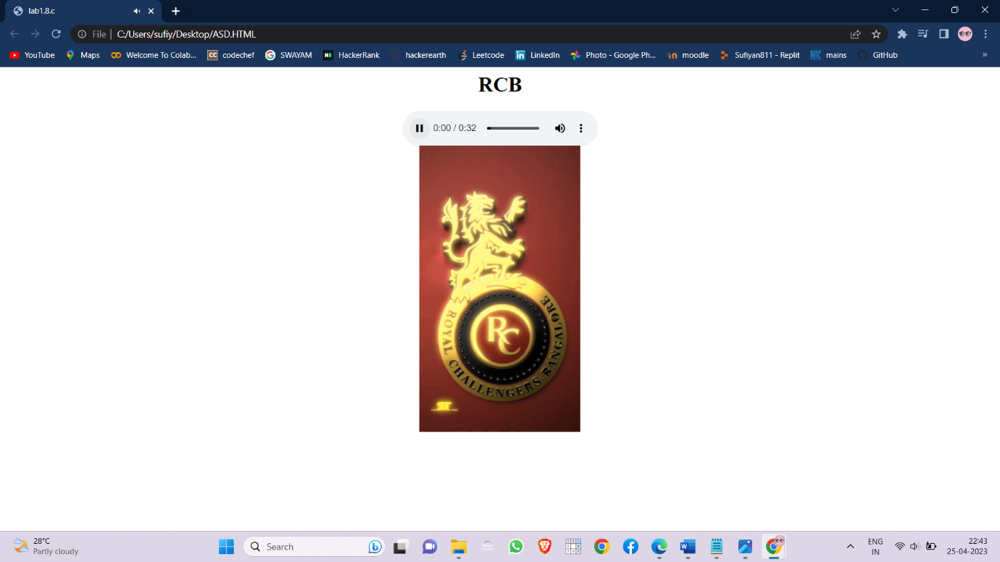 lab1.8.c
File
C:/Users/sufiy/Desktop/ASD.HTML
YouTube
Maps
Welcome To Colab...
CC codechef
G SWAYAM
H HackerRank
hackerearth
Leetcode
in LinkedIn
Photo - Google Ph...
moodle
Sufiyan811 - Replit
mains
GitHub
»
RCB
0:00 / 0:32
RC
ROYAL CHALLENGERS BANGALORE
28°C
Partly cloudy
Search
ENG
IN
22:43
25-04-2023